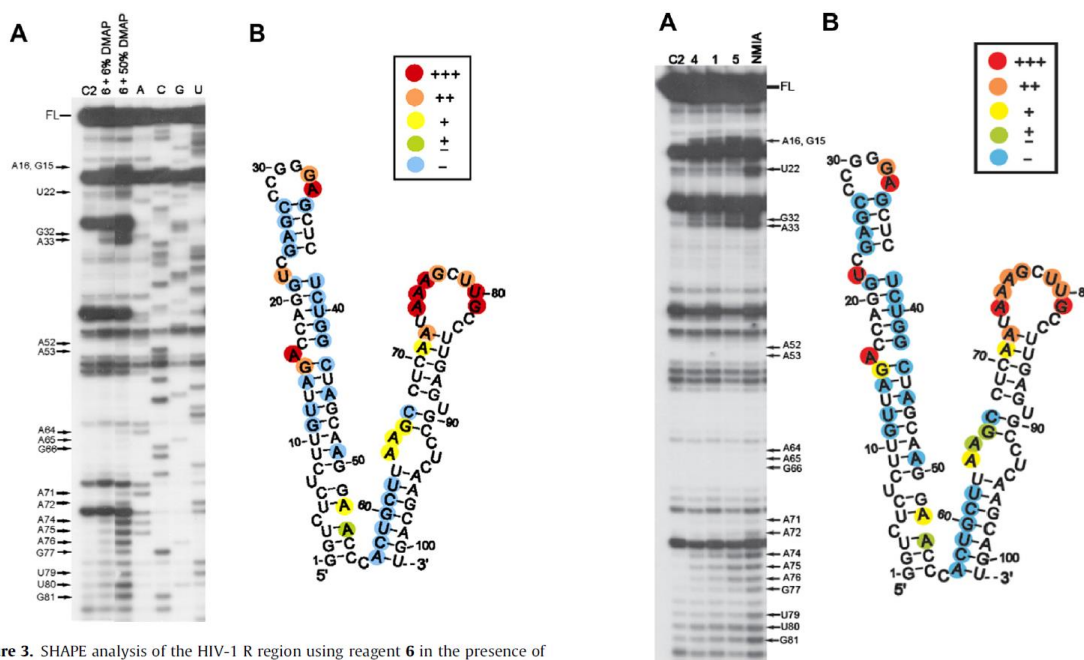 A
C2
6 + 6% DMAP
6 + 50% DMAP
A C G U
FL
A16, G15
U22
G32
A33
A52
A53
A64
A65
G66
A71
A72
A74
A75
A76
G77
U79
U80
G81
B
+++
++
+
±
-
30
20
40
10
50
60
70
80
90
100
1
5'
3'
A
C2 4 1 5 NMIA
FL
A16, G15
U22
G32
A33
A52
A53
A64
A65
G66
A71
A72
A74
A75
A76
G77
U79
U80
G81
B
+++
++
+
±
-
30
20
40
10
50
60
70
90
100
1
5'
3'
ure 3. SHAPE analysis of the HIV-1 R region using reagent 6 in the presence of